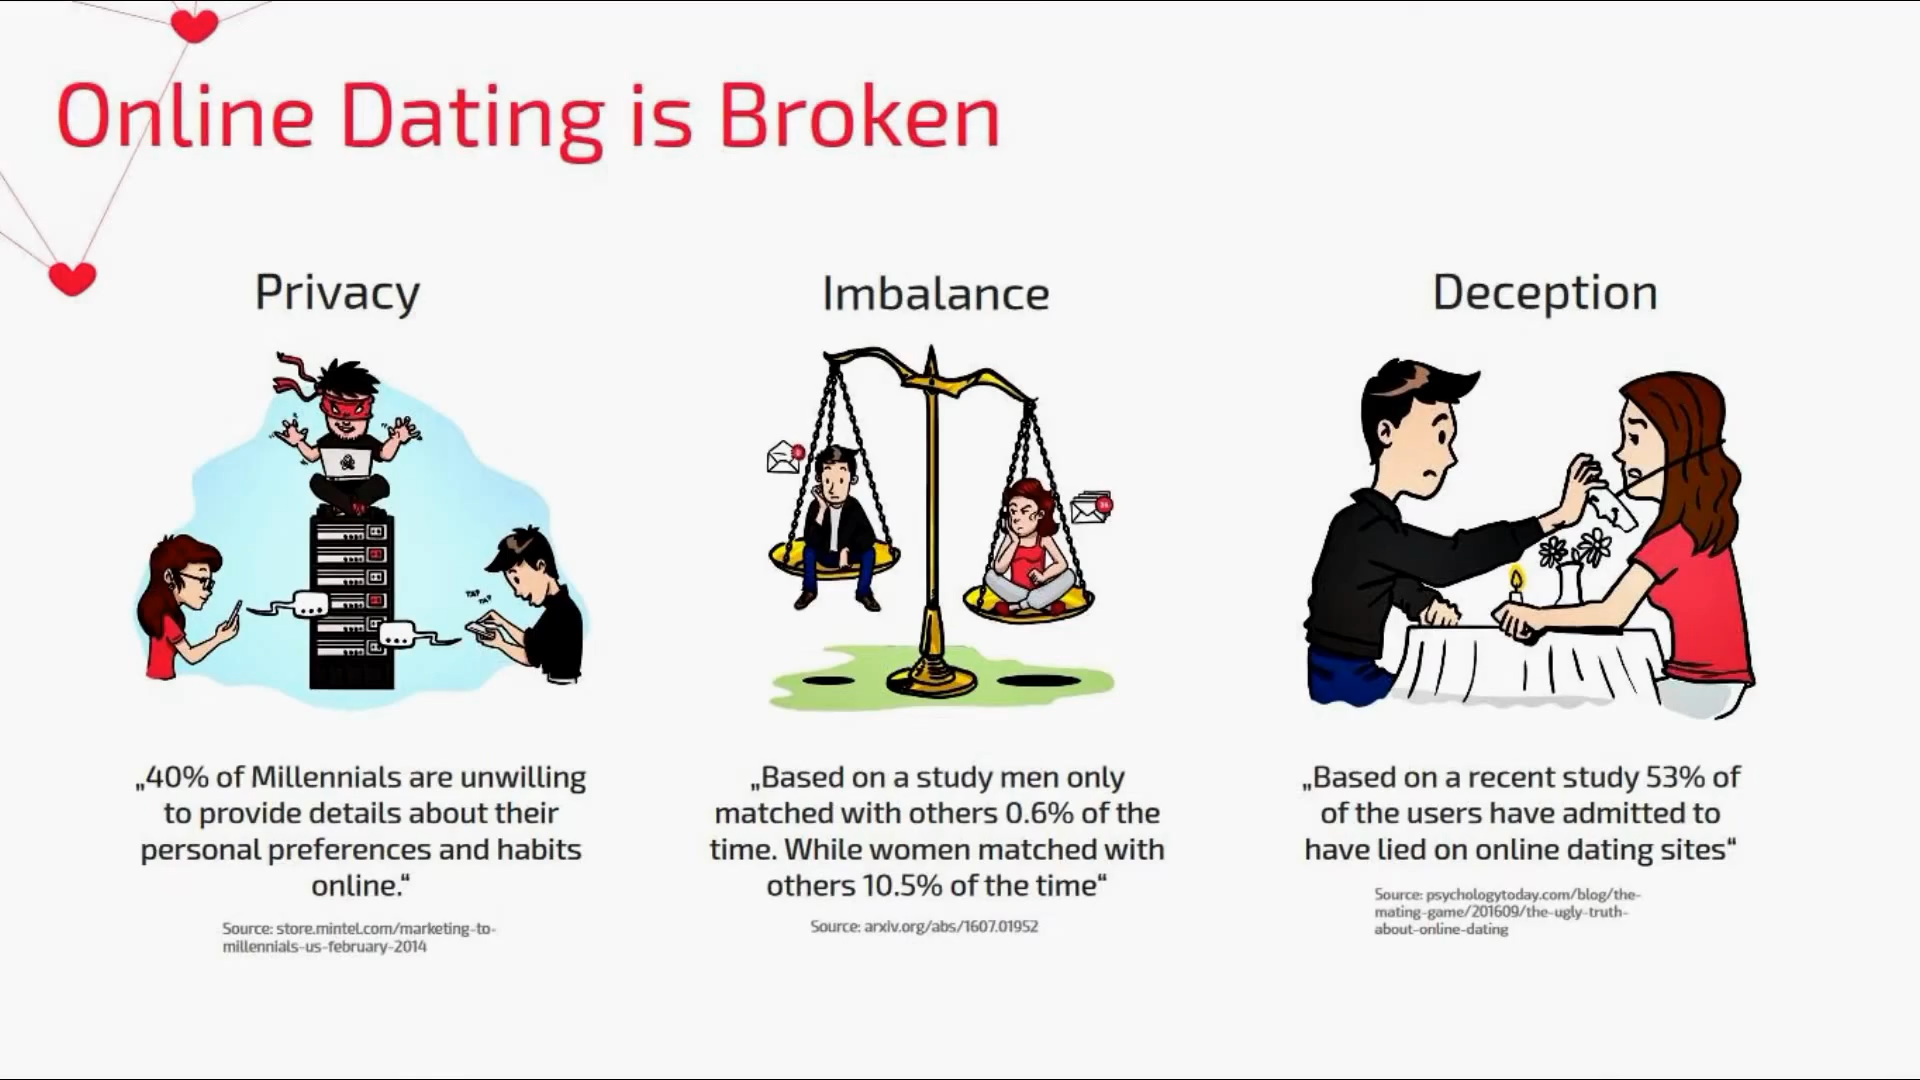 Online Dating is Broken
Privacy
„40% of Millennials are unwilling
to provide details about their
personal preferences and habits
online.“
Source: store.mintel.com/marketing-to-
millennials-us-february-2014
Imbalance
„Based on a study men only
matched with others 0.6% of the
time. While women matched with
others 10.5% of the time“
Source: arxiv.org/abs/1607.01952
Deception
„Based on a recent study 53% of
of the users have admitted to
have lied on online dating sites“
Source: psychologytoday.com/blog/the-
mating-game/201609/the-ugly-truth-
about-online-dating